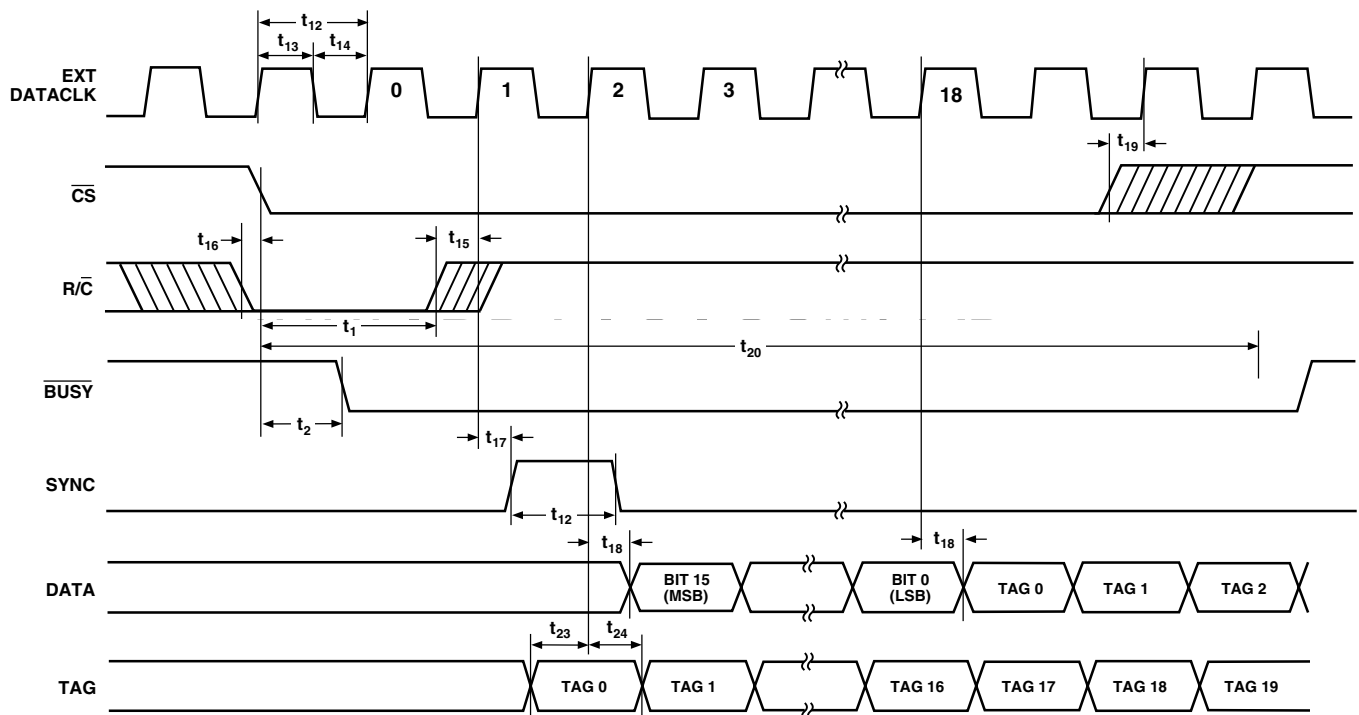 t12
t13 t14
EXT DATACLK
0 1 2 3 18
t19
CS
t16 t15
R/C
t1
t20
BUSY
t2
t17
SYNC
t12
t18 t18
DATA
BIT 15 (MSB) BIT 0 (LSB) TAG 0 TAG 1 TAG 2
t23 t24
TAG
TAG 0 TAG 1 TAG 16 TAG 17 TAG 18 TAG 19